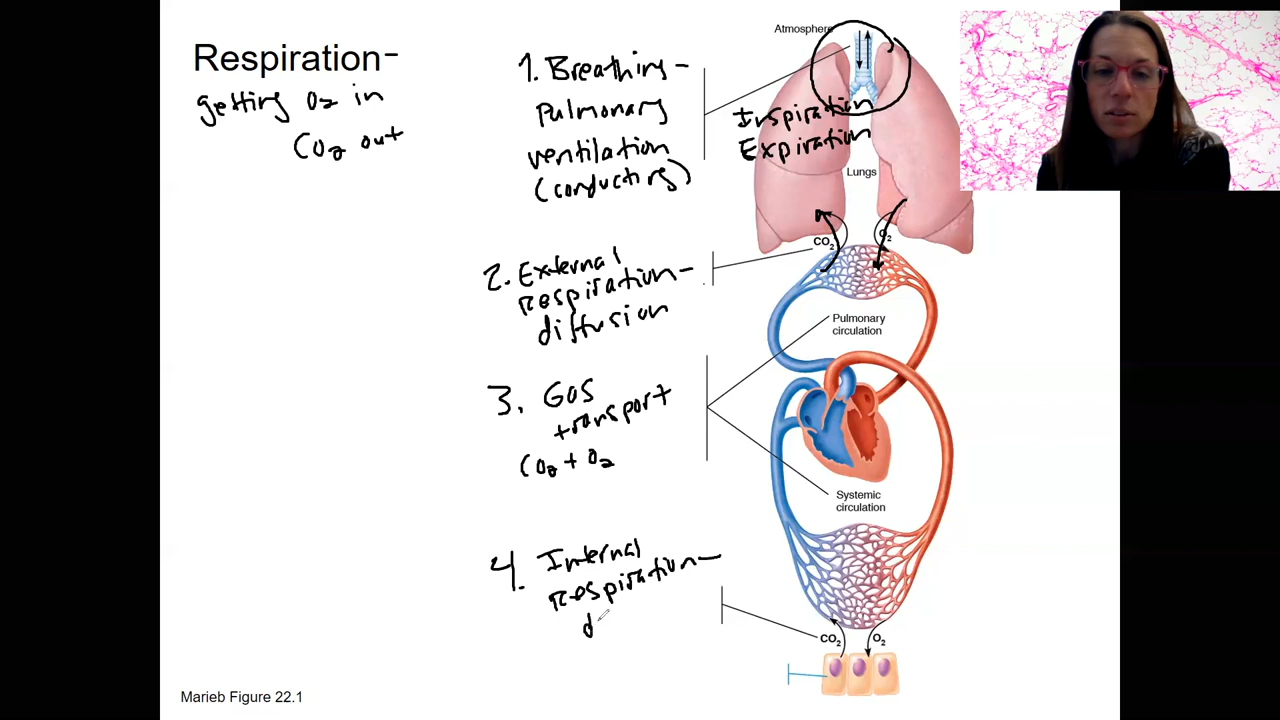 Respiration-
getting O2 in
CO2 out
1. Breathing -
Pulmonary
ventilation
(conducting)
Atmosphere
Inspiration
Expiration
Lungs
CO2
O2
2. External
respiration-
diffusion
Pulmonary
circulation
3. Gas
transport
CO2 + O2
Systemic
circulation
4. Internal
respiration-
d
CO2
O2
Marieb Figure 22.1